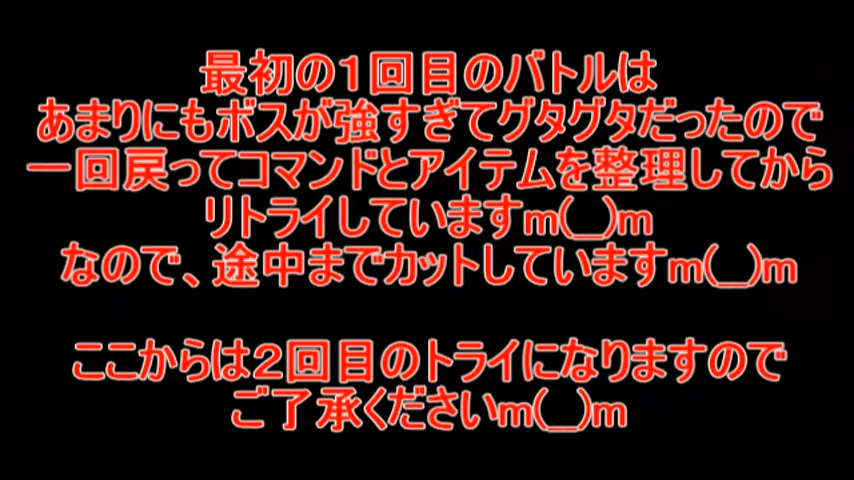 最初の１回目のバトルは
あまりにもボスが強すぎてグタグタだったので
一回戻ってコマンドとアイテムを整理してから
リトライしていますm(__)m
なので、途中までカットしていますm(__)m
ここからは２回目のトライになりますので
ご了承くださいm(__)m